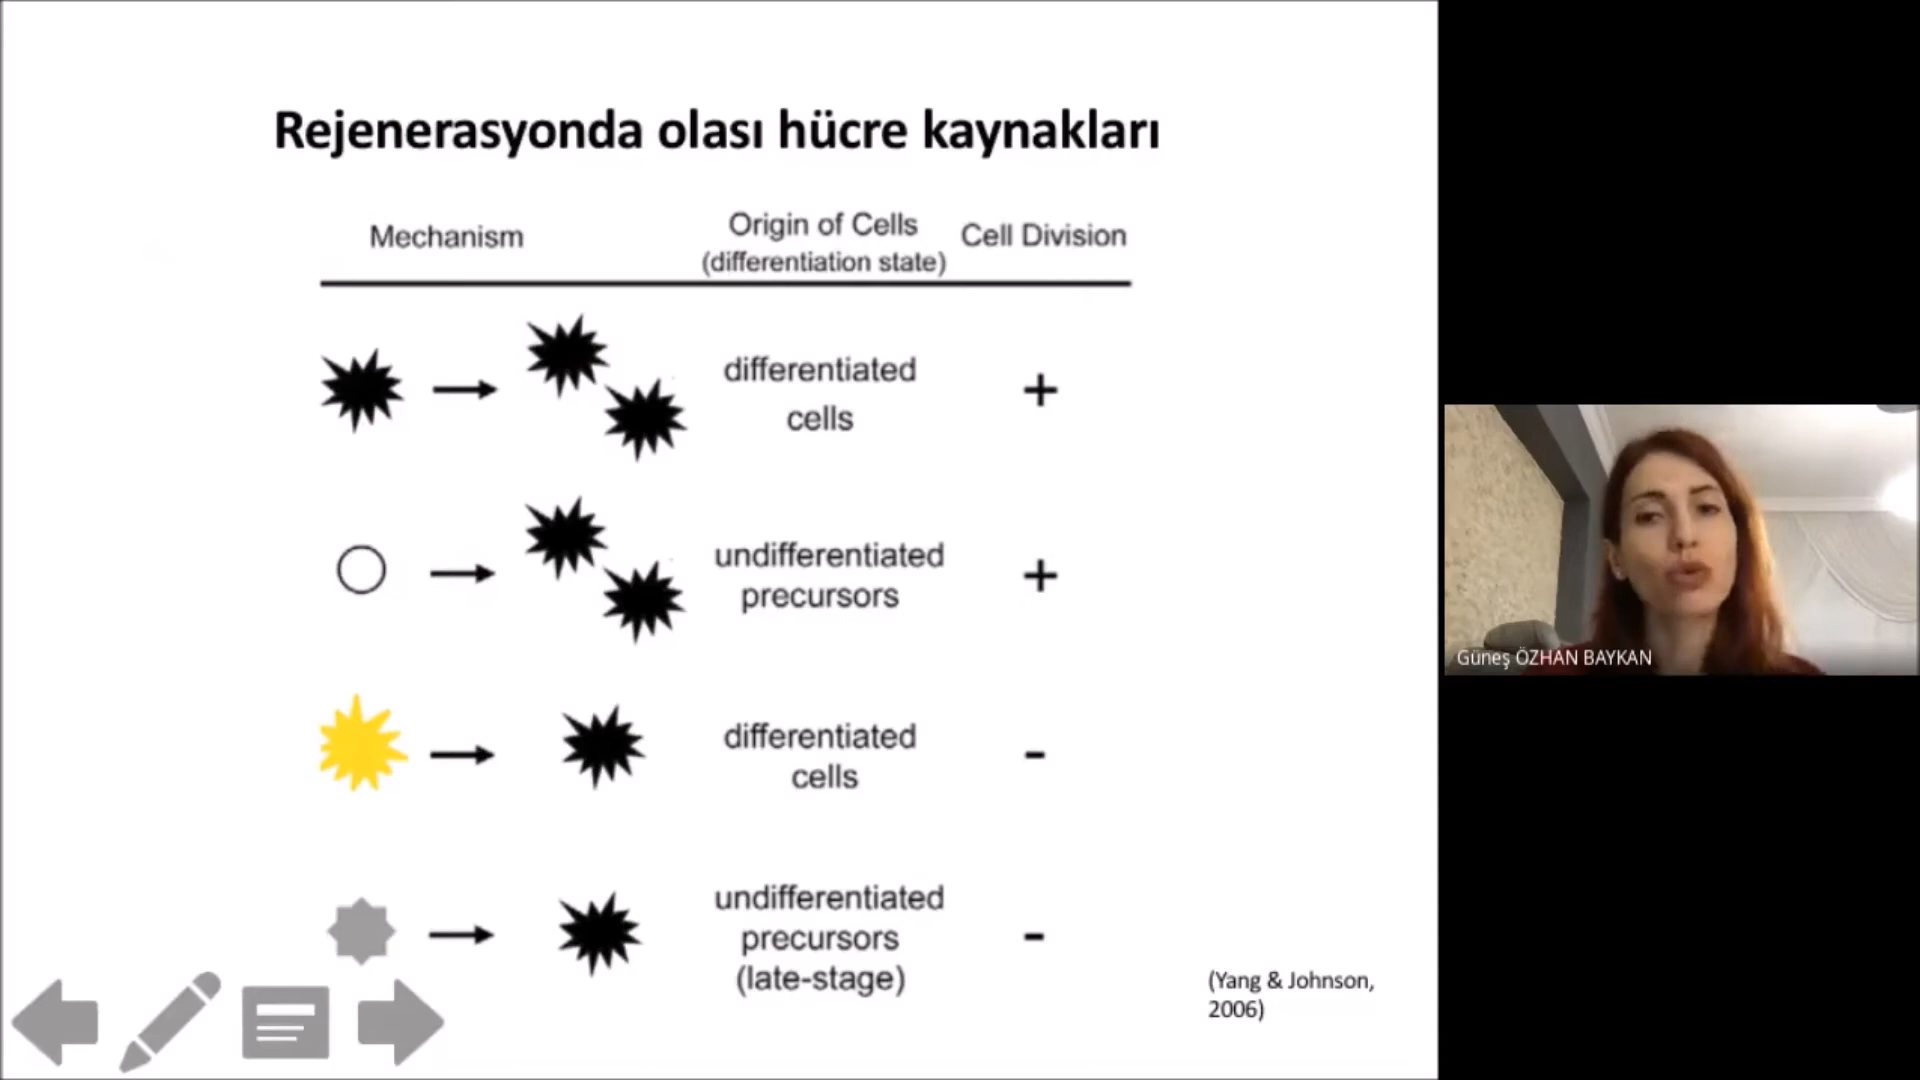 Rejenerasyonda olası hücre kaynakları
Mechanism
Origin of Cells
(differentiation state)
Cell Division
differentiated
cells
+
undifferentiated
precursors
+
differentiated
cells
-
undifferentiated
precursors
(late-stage)
-
(Yang & Johnson,
2006)
Güneş ÖZHAN BAYKAN